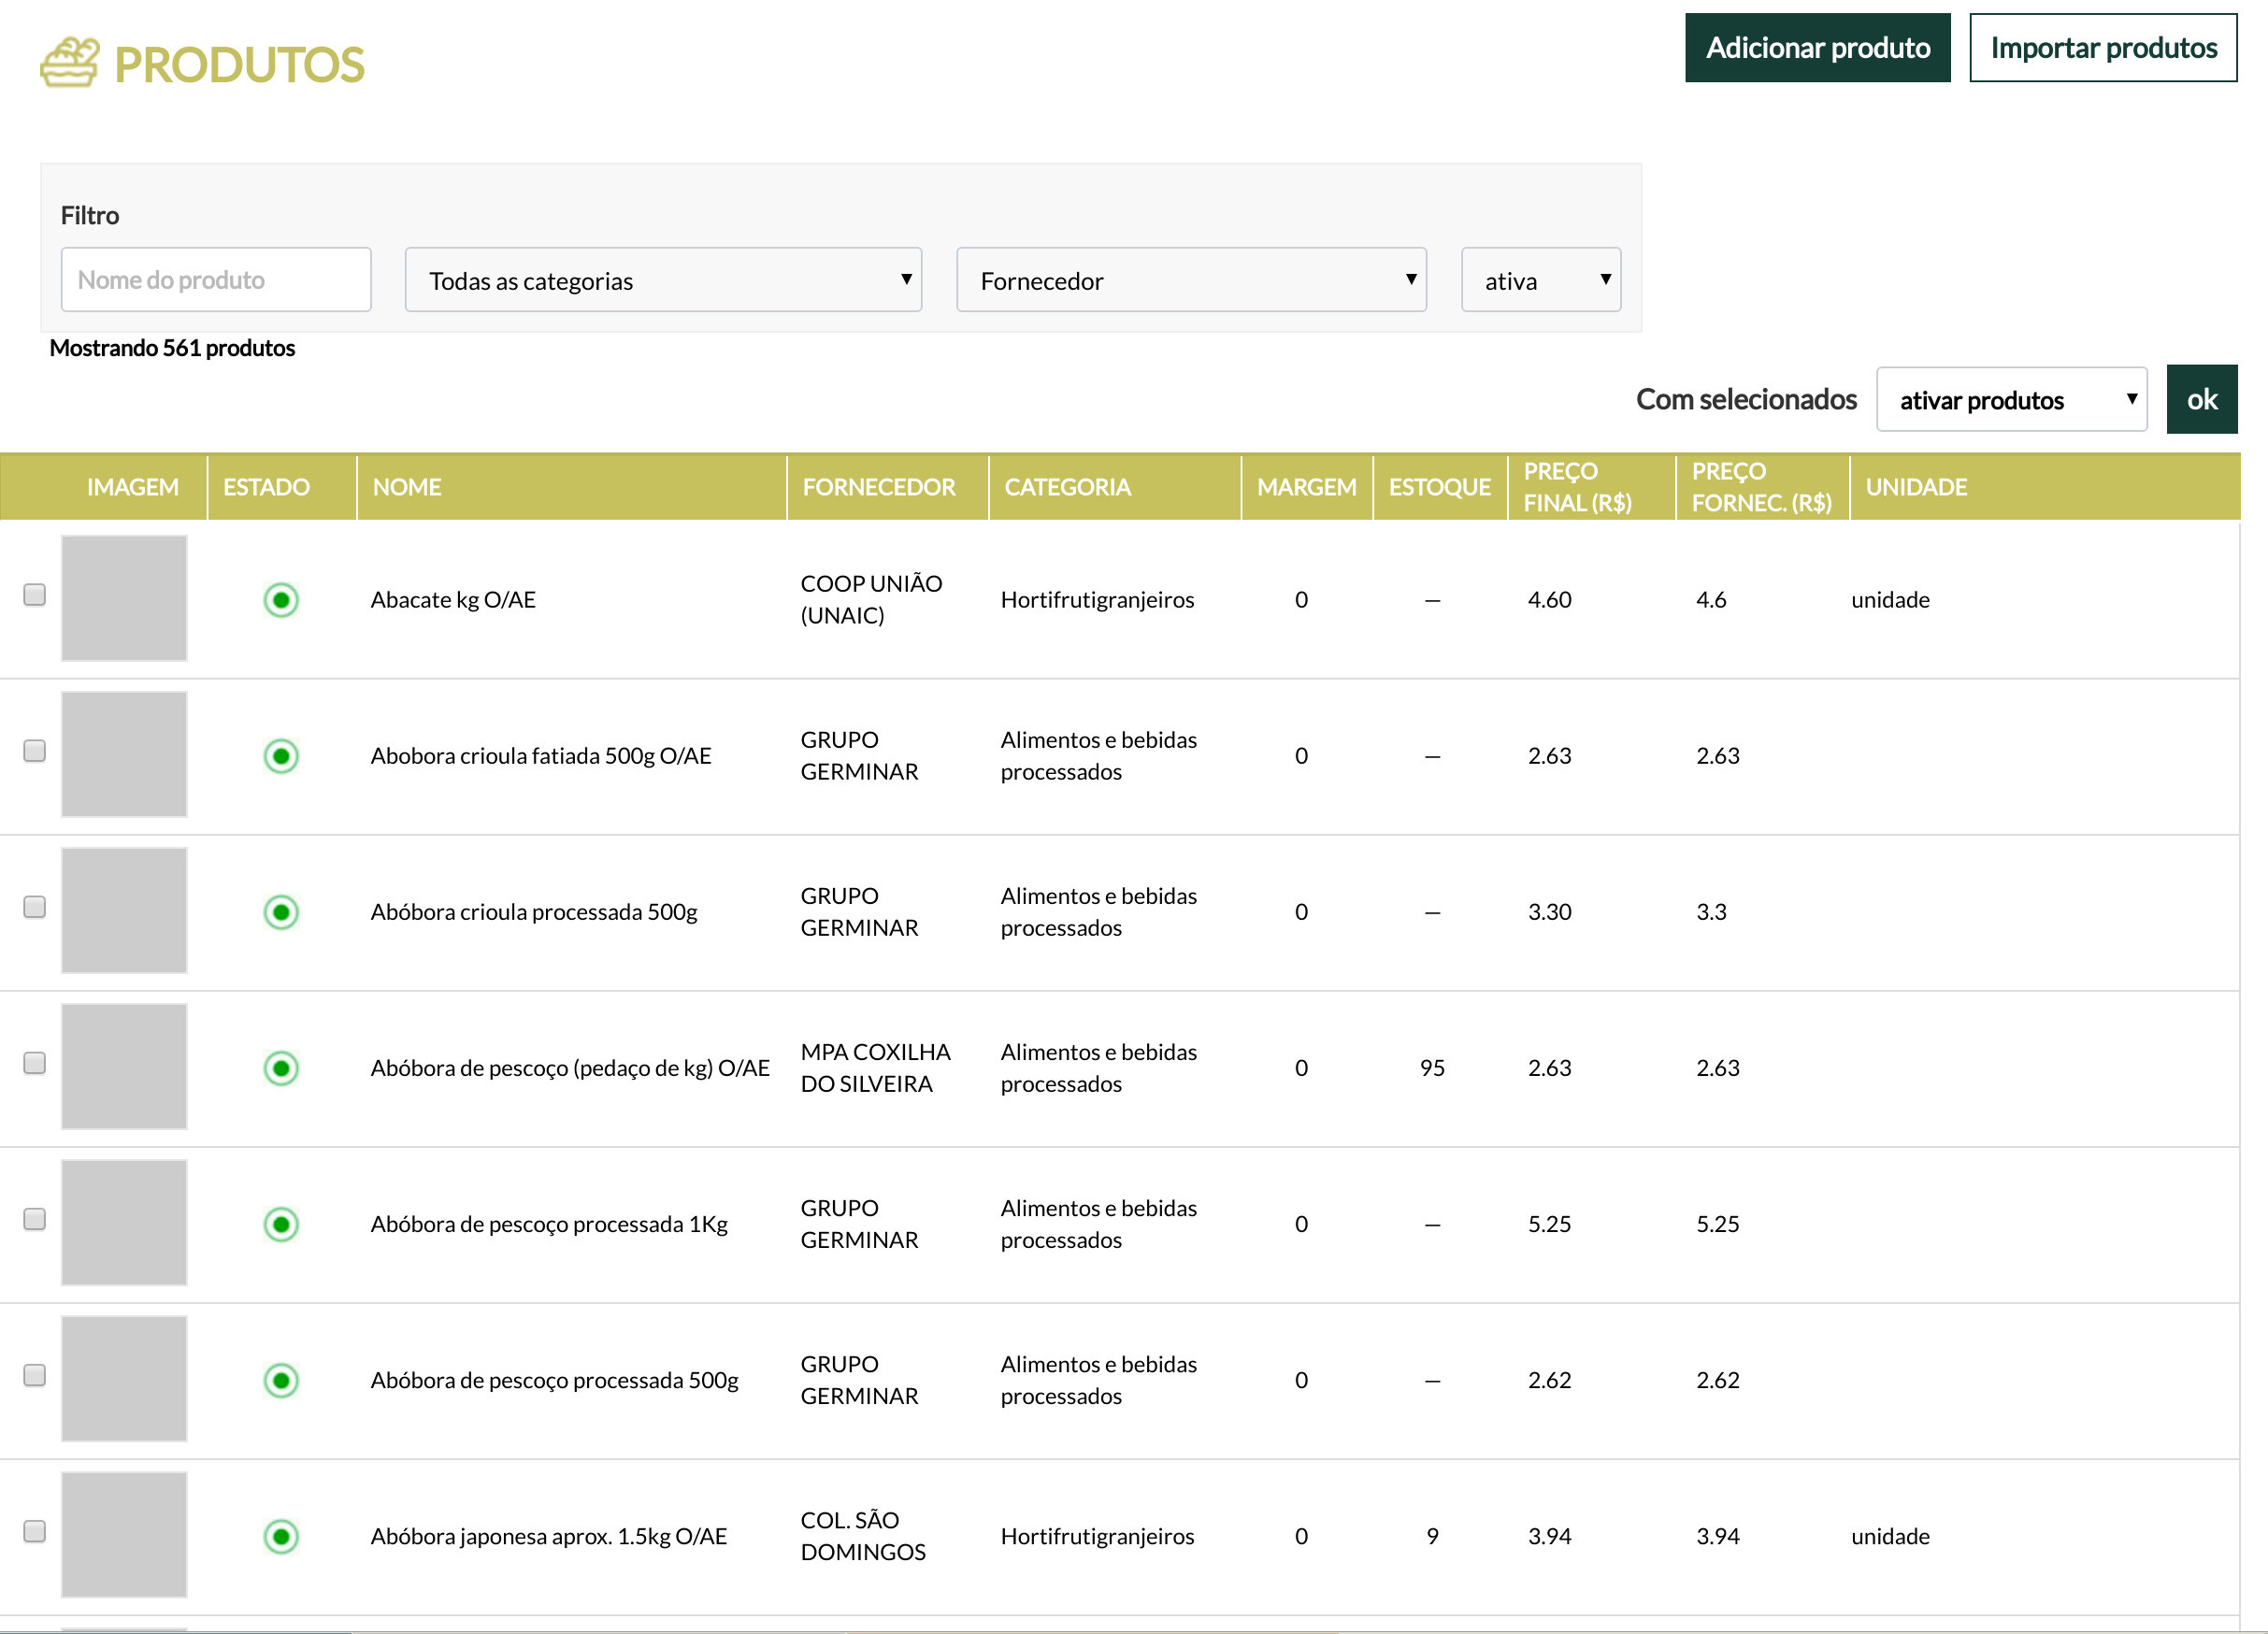 PRODUTOS
Adicionar produto
Importar produtos
Filtro
Nome do produto
Todas as categorias
Fornecedor
ativa
Mostrando 561 produtos
Com selecionados
ativar produtos
ok
IMAGEM ESTADO NOME FORNECEDOR CATEGORIA MARGEM ESTOQUE PREÇO FINAL (R$) PREÇO FORNEC. (R$) UNIDADE
Abacate kg O/AE COOP UNIÃO (UNAIC) Hortifrutigranjeiros 0 — 4.60 4.6 unidade
Abobora crioula fatiada 500g O/AE GRUPO GERMINAR Alimentos e bebidas processados 0 — 2.63 2.63
Abóbora crioula processada 500g GRUPO GERMINAR Alimentos e bebidas processados 0 — 3.30 3.3
Abóbora de pescoço (pedaço de kg) O/AE MPA COXILHA DO SILVEIRA Alimentos e bebidas processados 0 95 2.63 2.63
Abóbora de pescoço processada 1Kg GRUPO GERMINAR Alimentos e bebidas processados 0 — 5.25 5.25
Abóbora de pescoço processada 500g GRUPO GERMINAR Alimentos e bebidas processados 0 — 2.62 2.62
Abóbora japonesa aprox. 1.5kg O/AE COL. SÃO DOMINGOS Hortifrutigranjeiros 0 9 3.94 3.94 unidade